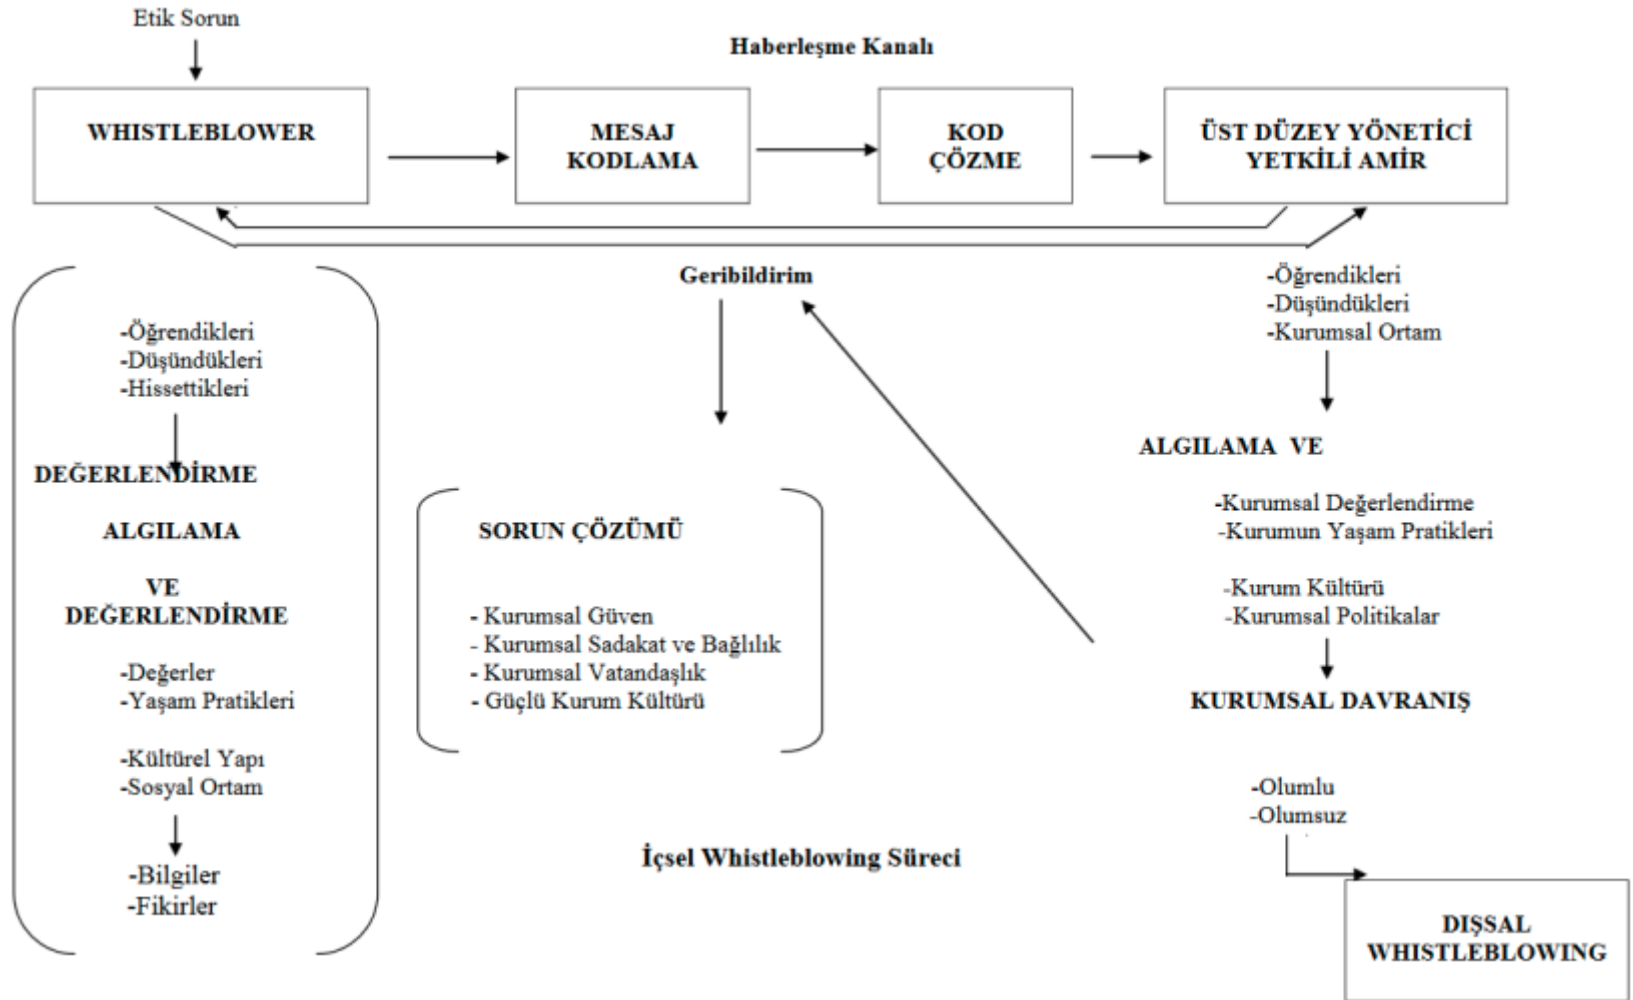 Etik Sorun
Haberleşme Kanalı
WHISTLEBLOWER
MESAJ
KODLAMA
KOD
ÇÖZME
ÜST DÜZEY YÖNETİCİ
YETKİLİ AMİR
Geribildirim
-Öğrendikleri
-Düşündükleri
-Hissettikleri
DEĞERLENDİRME
ALGILAMA
VE
DEĞERLENDİRME
-Değerler
-Yaşam Pratikleri
-Kültürel Yapı
-Sosyal Ortam
-Bilgiler
-Fikirler
SORUN ÇÖZÜMÜ
- Kurumsal Güven
- Kurumsal Sadakat ve Bağlılık
- Kurumsal Vatandaşlık
- Güçlü Kurum Kültürü
-Öğrendikleri
-Düşündükleri
-Kurumsal Ortam
ALGILAMA VE
-Kurumsal Değerlendirme
-Kurumun Yaşam Pratikleri
-Kurum Kültürü
-Kurumsal Politikalar
KURUMSAL DAVRANIŞ
-Olumlu
-Olumsuz
İçsel Whistleblowing Süreci
DIŞSAL
WHISTLEBLOWING